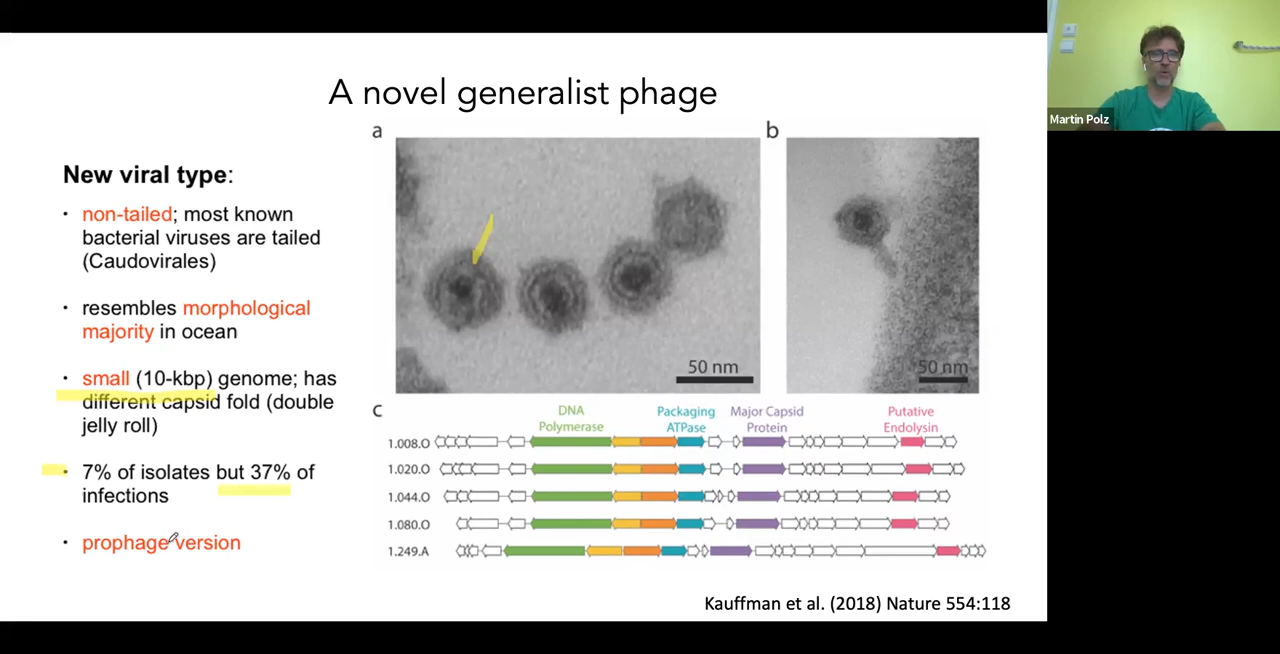 A novel generalist phage
Martin Polz
New viral type:
· non-tailed; most known
bacterial viruses are tailed
(Caudovirales)
· resembles morphological
majority in ocean
· small (10-kbp) genome; has
different capsid fold (double
jelly roll)
· 7% of isolates but 37% of
infections
· prophage version
a
50 nm
b
50 nm
c
DNA
Polymerase
Packaging
ATPase
Major Capsid
Protein
Putative
Endolysin
1.008.O
1.020.O
1.044.O
1.080.O
1.249.A
Kauffman et al. (2018) Nature 554:118